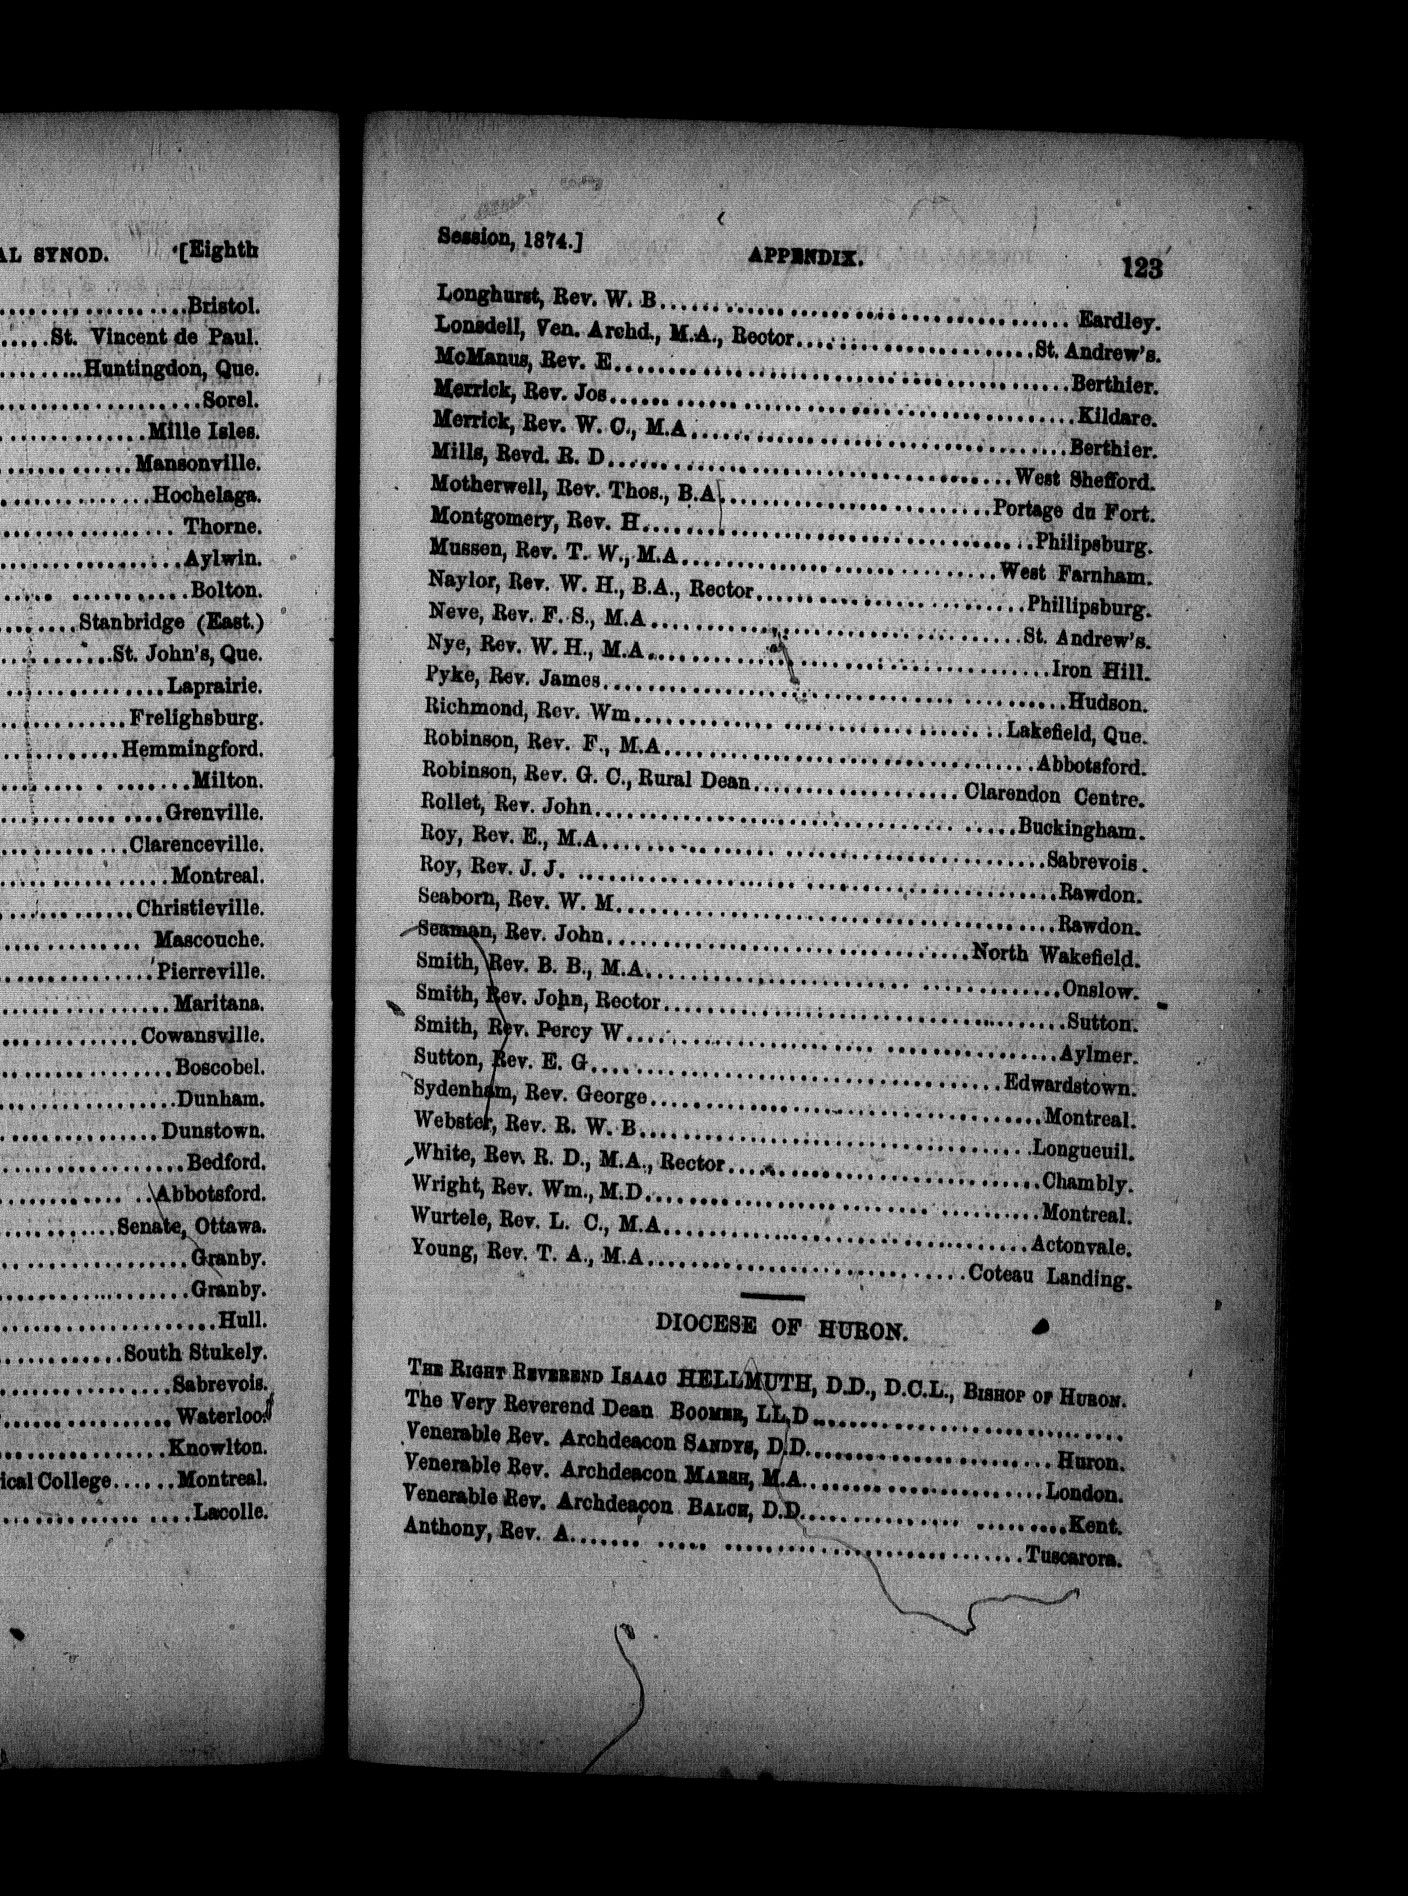 AL SYNOD. [Eighth
..............Bristol.
.....St. Vincent de Paul.
.........Huntingdon, Que.
...................Sorel.
..............Mille Isles.
............Mansonville.
..............Hochelaga.
................ Thorne.
.................Aylwin.
..... ...........Bolton.
.......Stanbridge (East.)
...........St. John's, Que.
...............Laprairie.
............Frelighsburg.
...........Hemmingford.
........... . .......Milton.
............... ....Grenville.
.......... ...Clarenceville.
................Montreal.
............Christieville.
.............. Mascouche.
...............Pierreville.
................Maritana.
.............Cowansville.
................Boscobel.
.................Dunham.
...............Dunstown.
.................Bedford.
............ ..Abbotsford.
...........Senate, Ottawa.
..................Granby.
..................Granby.
.....................Hull.
............South Stukely.
................Sabrevois.
.................Waterloo.
................Knowlton.
ical College......Montreal.
.............. ....Lacolle.
Session, 1874.] APPENDIX. 123
Longhurst, Rev. W. B........................................ Eardley.
Lonsdell, Ven. Archd., M.A., Rector........................St. Andrew's.
McManus, Rev. E............................................Berthier.
Merrick, Rev. Jos..........................................Kildare.
Merrick, Rev. W. C., M.A...................................Berthier.
Mills, Revd. R. D....................................West Shefford.
Motherwell, Rev. Thos., B.A..........................Portage du Fort.
Montgomery, Rev. H......................................Philipsburg.
Mussen, Rev. T. W., M.A..............................West Farnham.
Naylor, Rev. W. H., B.A., Rector.........................Phillipsburg.
Neve, Rev. F. S., M.A...................................St. Andrew's.
Nye, Rev. W. H., M.A......................................Iron Hill.
Pyke, Rev. James...........................................Hudson.
Richmond, Rev. Wm....................................Lakefield, Que.
Robinson, Rev. F., M.A...................................Abbotsford.
Robinson, Rev. G. C., Rural Dean.................... Clarendon Centre.
Rollet, Rev. John........................................Buckingham.
Roy, Rev. E., M.A.........................................Sabrevois.
Roy, Rev. J. J. ...........................................Rawdon.
Seaborn, Rev. W. M.........................................Rawdon.
Seaman, Rev. John....................................North Wakefield.
Smith, Rev. B. B., M.A.....................................Onslow.
Smith, Rev. John, Rector...................................Sutton.
Smith, Rev. Percy W........................................Aylmer.
Sutton, Rev. E. G......................................Edwardstown.
Sydenham, Rev. George....................................Montreal.
Webster, Rev. R. W. B...................................Longueuil.
White, Rev. R. D., M.A., Rector...........................Chambly.
Wright, Rev. Wm., M.D.....................................Montreal.
Wurtele, Rev. L. C., M.A.................................Actonvale.
Young, Rev. T. A., M.A..............................Coteau Landing.
DIOCESE OF HURON.
THE RIGHT REVEREND ISAAC HELLMUTH, D.D., D.C.L., BISHOP OF HURON.
The Very Reverend Dean BOOMER, LL.D................................
Venerable Rev. Archdeacon SANDYS, D.D......................... Huron.
Venerable Rev. Archdeacon MARSH, M.A.........................London.
Venerable Rev. Archdeacon BALCH, D.D............................Kent.
Anthony, Rev. A..........................................Tuscarora.